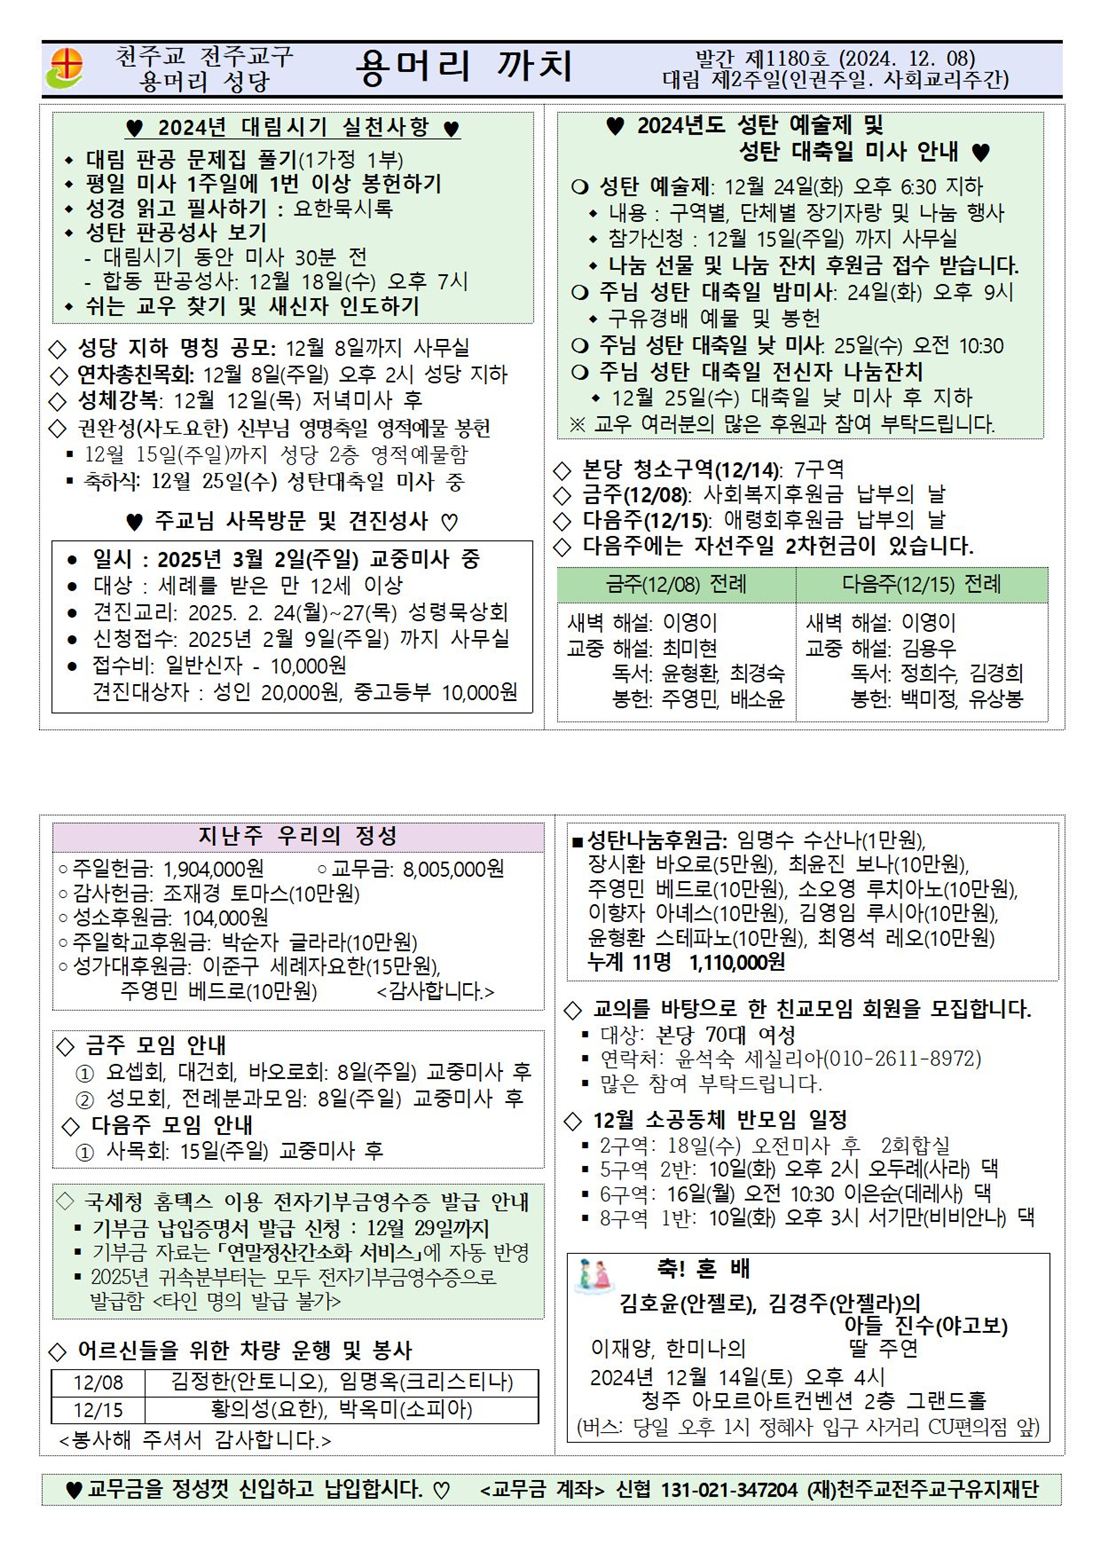 천주교 전주교구
용머리 성당
용머리 까치
발간 제1180호 (2024. 12. 08)
대림 제2주일(인권주일. 사회교리주간)
♥ 2024년 대림시기 실천사항 ♥
◆ 대림 판공 문제집 풀기(1가정 1부)
◆ 평일 미사 1주일에 1번 이상 봉헌하기
◆ 성경 읽고 필사하기 : 요한묵시록
◆ 성탄 판공성사 보기
- 대림시기 동안 미사 30분 전
- 합동 판공성사: 12월 18일(수) 오후 7시
◆ 쉬는 교우 찾기 및 새신자 인도하기
◇ 성당 지하 명칭 공모: 12월 8일까지 사무실
◇ 연차총친목회: 12월 8일(주일) 오후 2시 성당 지하
◇ 성체강복: 12월 12일(목) 저녁미사 후
◇ 권완성(사도요한) 신부님 영명축일 영적예물 봉헌
▪ 12월 15일(주일)까지 성당 2층 영적예물함
▪ 축하식: 12월 25일(수) 성탄대축일 미사 중
♥ 주교님 사목방문 및 견진성사 ♡
● 일시 : 2025년 3월 2일(주일) 교중미사 중
● 대상 : 세례를 받은 만 12세 이상
● 견진교리: 2025. 2. 24(월)~27(목) 성령묵상회
● 신청접수: 2025년 2월 9일(주일) 까지 사무실
● 접수비: 일반신자 - 10,000원
견진대상자 : 성인 20,000원, 중고등부 10,000원
♥ 2024년도 성탄 예술제 및
성탄 대축일 미사 안내 ♥
❍ 성탄 예술제: 12월 24일(화) 오후 6:30 지하
◆ 내용 : 구역별, 단체별 장기자랑 및 나눔 행사
◆ 참가신청 : 12월 15일(주일) 까지 사무실
◆ 나눔 선물 및 나눔 잔치 후원금 접수 받습니다.
❍ 주님 성탄 대축일 밤미사: 24일(화) 오후 9시
◆ 구유경배 예물 및 봉헌
❍ 주님 성탄 대축일 낮 미사: 25일(수) 오전 10:30
❍ 주님 성탄 대축일 전신자 나눔잔치
◆ 12월 25일(수) 대축일 낮 미사 후 지하
※ 교우 여러분의 많은 후원과 참여 부탁드립니다.
◇ 본당 청소구역(12/14): 7구역
◇ 금주(12/08): 사회복지후원금 납부의 날
◇ 다음주(12/15): 애령회후원금 납부의 날
◇ 다음주에는 자선주일 2차헌금이 있습니다.
금주(12/08) 전례 다음주(12/15) 전례
새벽 해설: 이영이 새벽 해설: 이영이
교중 해설: 최미현 교중 해설: 김용우
독서: 윤형환, 최경숙 독서: 정희수, 김경희
봉헌: 주영민, 배소윤 봉헌: 백미정, 유상봉
지난주 우리의 정성
○ 주일헌금: 1,904,000원 ○ 교무금: 8,005,000원
○ 감사헌금: 조재경 토마스(10만원)
○ 성소후원금: 104,000원
○ 주일학교후원금: 박순자 글라라(10만원)
○ 성가대후원금: 이준구 세례자요한(15만원),
주영민 베드로(10만원) <감사합니다.>
◇ 금주 모임 안내
① 요셉회, 대건회, 바오로회: 8일(주일) 교중미사 후
② 성모회, 전례분과모임: 8일(주일) 교중미사 후
◇ 다음주 모임 안내
① 사목회: 15일(주일) 교중미사 후
◇ 국세청 홈텍스 이용 전자기부금영수증 발급 안내
▪ 기부금 납입증명서 발급 신청 : 12월 29일까지
▪ 기부금 자료는 「연말정산간소화 서비스」에 자동 반영
▪ 2025년 귀속분부터는 모두 전자기부금영수증으로
발급함 <타인 명의 발급 불가>
◇ 어르신들을 위한 차량 운행 및 봉사
12/08 김정한(안토니오), 임명옥(크리스티나)
12/15 황의성(요한), 박옥미(소피아)
<봉사해 주셔서 감사합니다.>
■ 성탄나눔후원금: 임명수 수산나(1만원),
장시환 바오로(5만원), 최윤진 보나(10만원),
주영민 베드로(10만원), 소오영 루치아노(10만원),
이향자 아녜스(10만원), 김영임 루시아(10만원),
윤형환 스테파노(10만원), 최영석 레오(10만원)
누계 11명 1,110,000원
◇ 교의를 바탕으로 한 친교모임 회원을 모집합니다.
▪ 대상: 본당 70대 여성
▪ 연락처: 윤석숙 세실리아(010-2611-8972)
▪ 많은 참여 부탁드립니다.
◇ 12월 소공동체 반모임 일정
▪ 2구역: 18일(수) 오전미사 후 2회합실
▪ 5구역 2반: 10일(화) 오후 2시 오두례(사라) 댁
▪ 6구역: 16일(월) 오전 10:30 이은순(데레사) 댁
▪ 8구역 1반: 10일(화) 오후 3시 서기만(비비안나) 댁
축! 혼 배
김호윤(안젤로), 김경주(안젤라)의
아들 진수(야고보)
이재양, 한미나의 딸 주연
2024년 12월 14일(토) 오후 4시
청주 아모르아트컨벤션 2층 그랜드홀
(버스: 당일 오후 1시 정혜사 입구 사거리 CU편의점 앞)
♥ 교무금을 정성껏 신입하고 납입합시다. ♡ <교무금 계좌> 신협 131-021-347204 (재)천주교전주교구유지재단